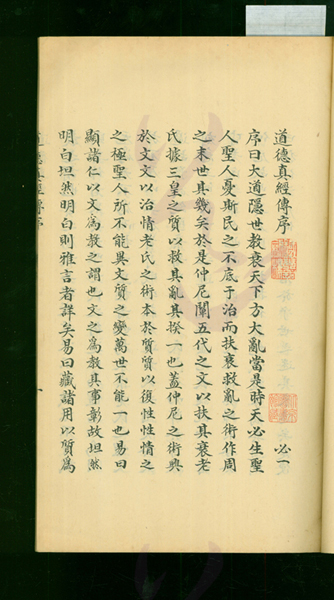 道德真經傳序
必一
序曰大道隱世教衰天下方大亂當是時天必生聖
人聖人憂斯民之不底于治而扶衰救亂之術作周
之末世其幾矣於是仲尼闡五代之文以扶其衰老
氏據三皇之質以救其亂其揆一也蓋仲尼之術興
於文文以治情老氏之術本於質質以復性性情之
之極聖人所不能異文質之變萬世不能一也易曰
顯諸仁以文為教之謂也文之為教其事彰故坦然
明白坦然明白則雅言者詳矣易曰藏諸用以質為
道德真經傳序
一